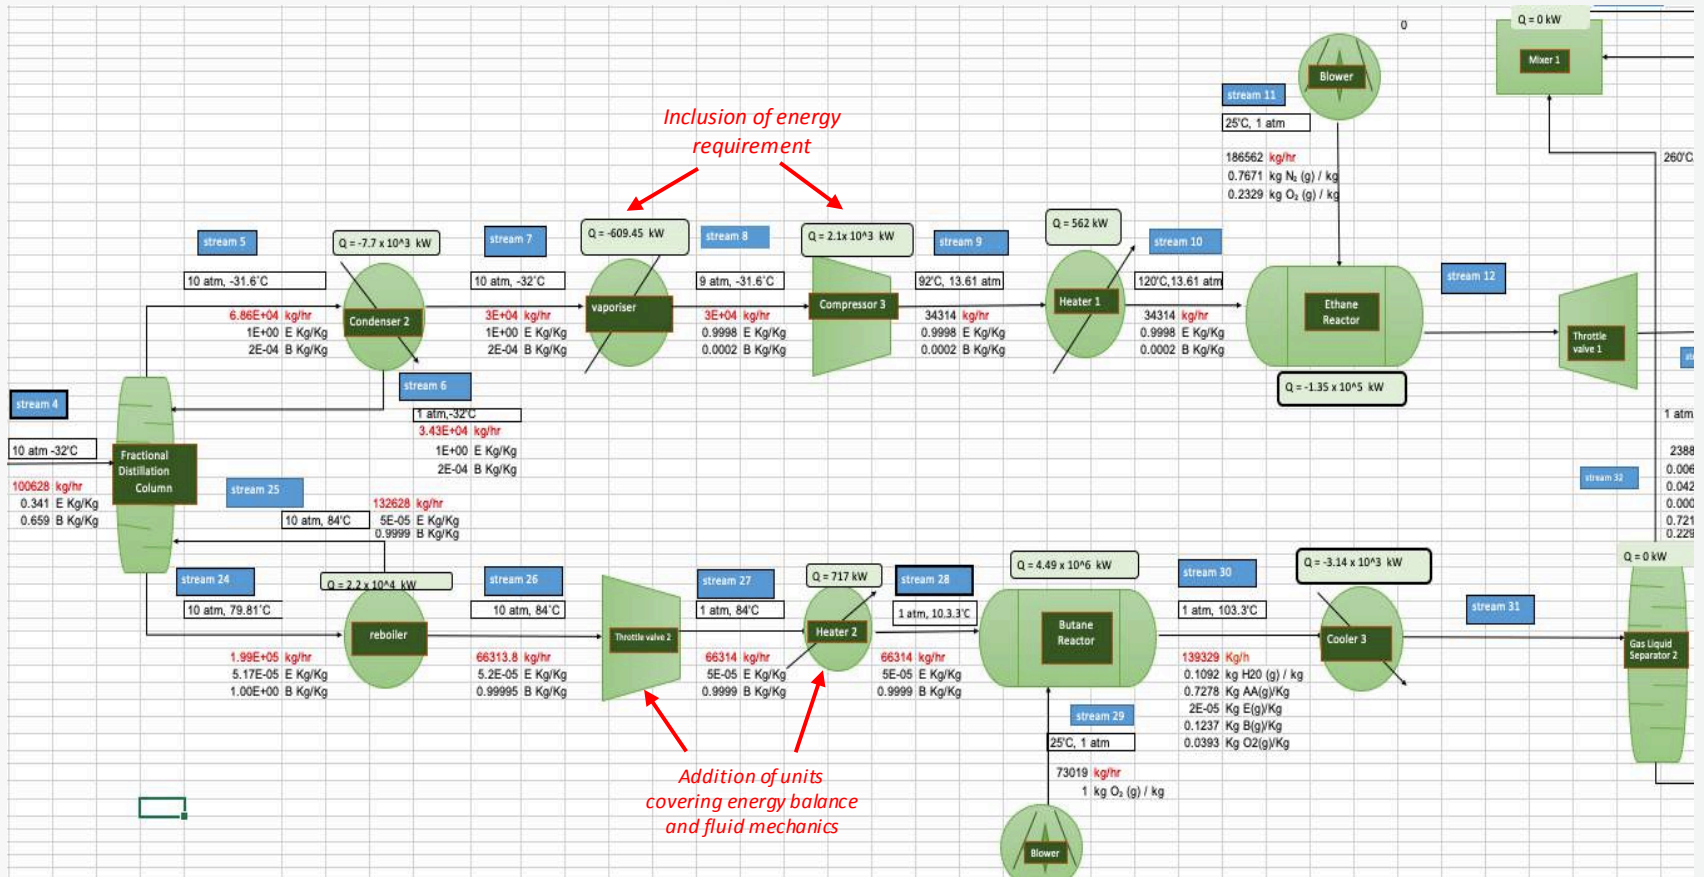 0
Q = 0 kW
Mixer 1
Blower
stream 11
25°C, 1 atm
186562 kg/hr
0.7671 kg N₂ (g) / kg
0.2329 kg O₂ (g) / kg
260°C
Inclusion of energy
requirement
stream 5
Q = -7.7 x 10^3 kW
stream 7
Q = -609.45 kW
stream 8
Q = 2.1x 10^3 kW
stream 9
Q = 562 kW
stream 10
10 atm, -31.6°C
10 atm, -32°C
9 atm, -31.6°C
92°C, 13.61 atm
120°C,13.61 atm
stream 12
Condenser 2
vaporiser
Compressor 3
Heater 1
Ethane
Reactor
Throttle
valve 1
6.86E+04 kg/hr
1E+00 E Kg/Kg
2E-04 B Kg/Kg
3E+04 kg/hr
1E+00 E Kg/Kg
2E-04 B Kg/Kg
3E+04 kg/hr
0.9998 E Kg/Kg
0.0002 B Kg/Kg
34314 kg/hr
0.9998 E Kg/Kg
0.0002 B Kg/Kg
34314 kg/hr
0.9998 E Kg/Kg
0.0002 B Kg/Kg
Q = -1.35 x 10^5 kW
stream 6
1 atm,-32°C
3.43E+04 kg/hr
1E+00 E Kg/Kg
2E-04 B Kg/Kg
stream 4
10 atm -32°C
100628 kg/hr
0.341 E Kg/Kg
0.659 B Kg/Kg
Fractional
Distillation
Column
stream 25
10 atm, 84°C
132628 kg/hr
5E-05 E Kg/Kg
0.9999 B Kg/Kg
1 atm
2388
0.006
0.042
0.000
0.721
0.229
stream 32
stream 24
10 atm, 79.81°C
Q = 2.2 x 10^4 kW
stream 26
10 atm, 84°C
stream 27
1 atm, 84°C
Q = 717 kW
stream 28
1 atm, 10.3.3°C
Q = 4.49 x 10^6 kW
stream 30
1 atm, 103.3°C
Q = -3.14 x 10^3 kW
stream 31
Q = 0 kW
reboiler
Throttle valve 2
Heater 2
Butane
Reactor
Cooler 3
Gas Liquid
Separator 2
1.99E+05 kg/hr
5.17E-05 E Kg/Kg
1.00E+00 B Kg/Kg
66313.8 kg/hr
5.2E-05 E Kg/Kg
0.99995 B Kg/Kg
66314 kg/hr
5E-05 E Kg/Kg
0.9999 B Kg/Kg
66314 kg/hr
5E-05 E Kg/Kg
0.9999 B Kg/Kg
139329 Kg/h
0.1092 kg H20 (g) / kg
0.7278 Kg AA(g)/Kg
2E-05 Kg E(g)/Kg
0.1237 Kg B(g)/Kg
0.0393 Kg O2(g)/Kg
stream 29
25°C, 1 atm
73019 kg/hr
1 kg O₂ (g) / kg
Blower
Addition of units
covering energy balance
and fluid mechanics